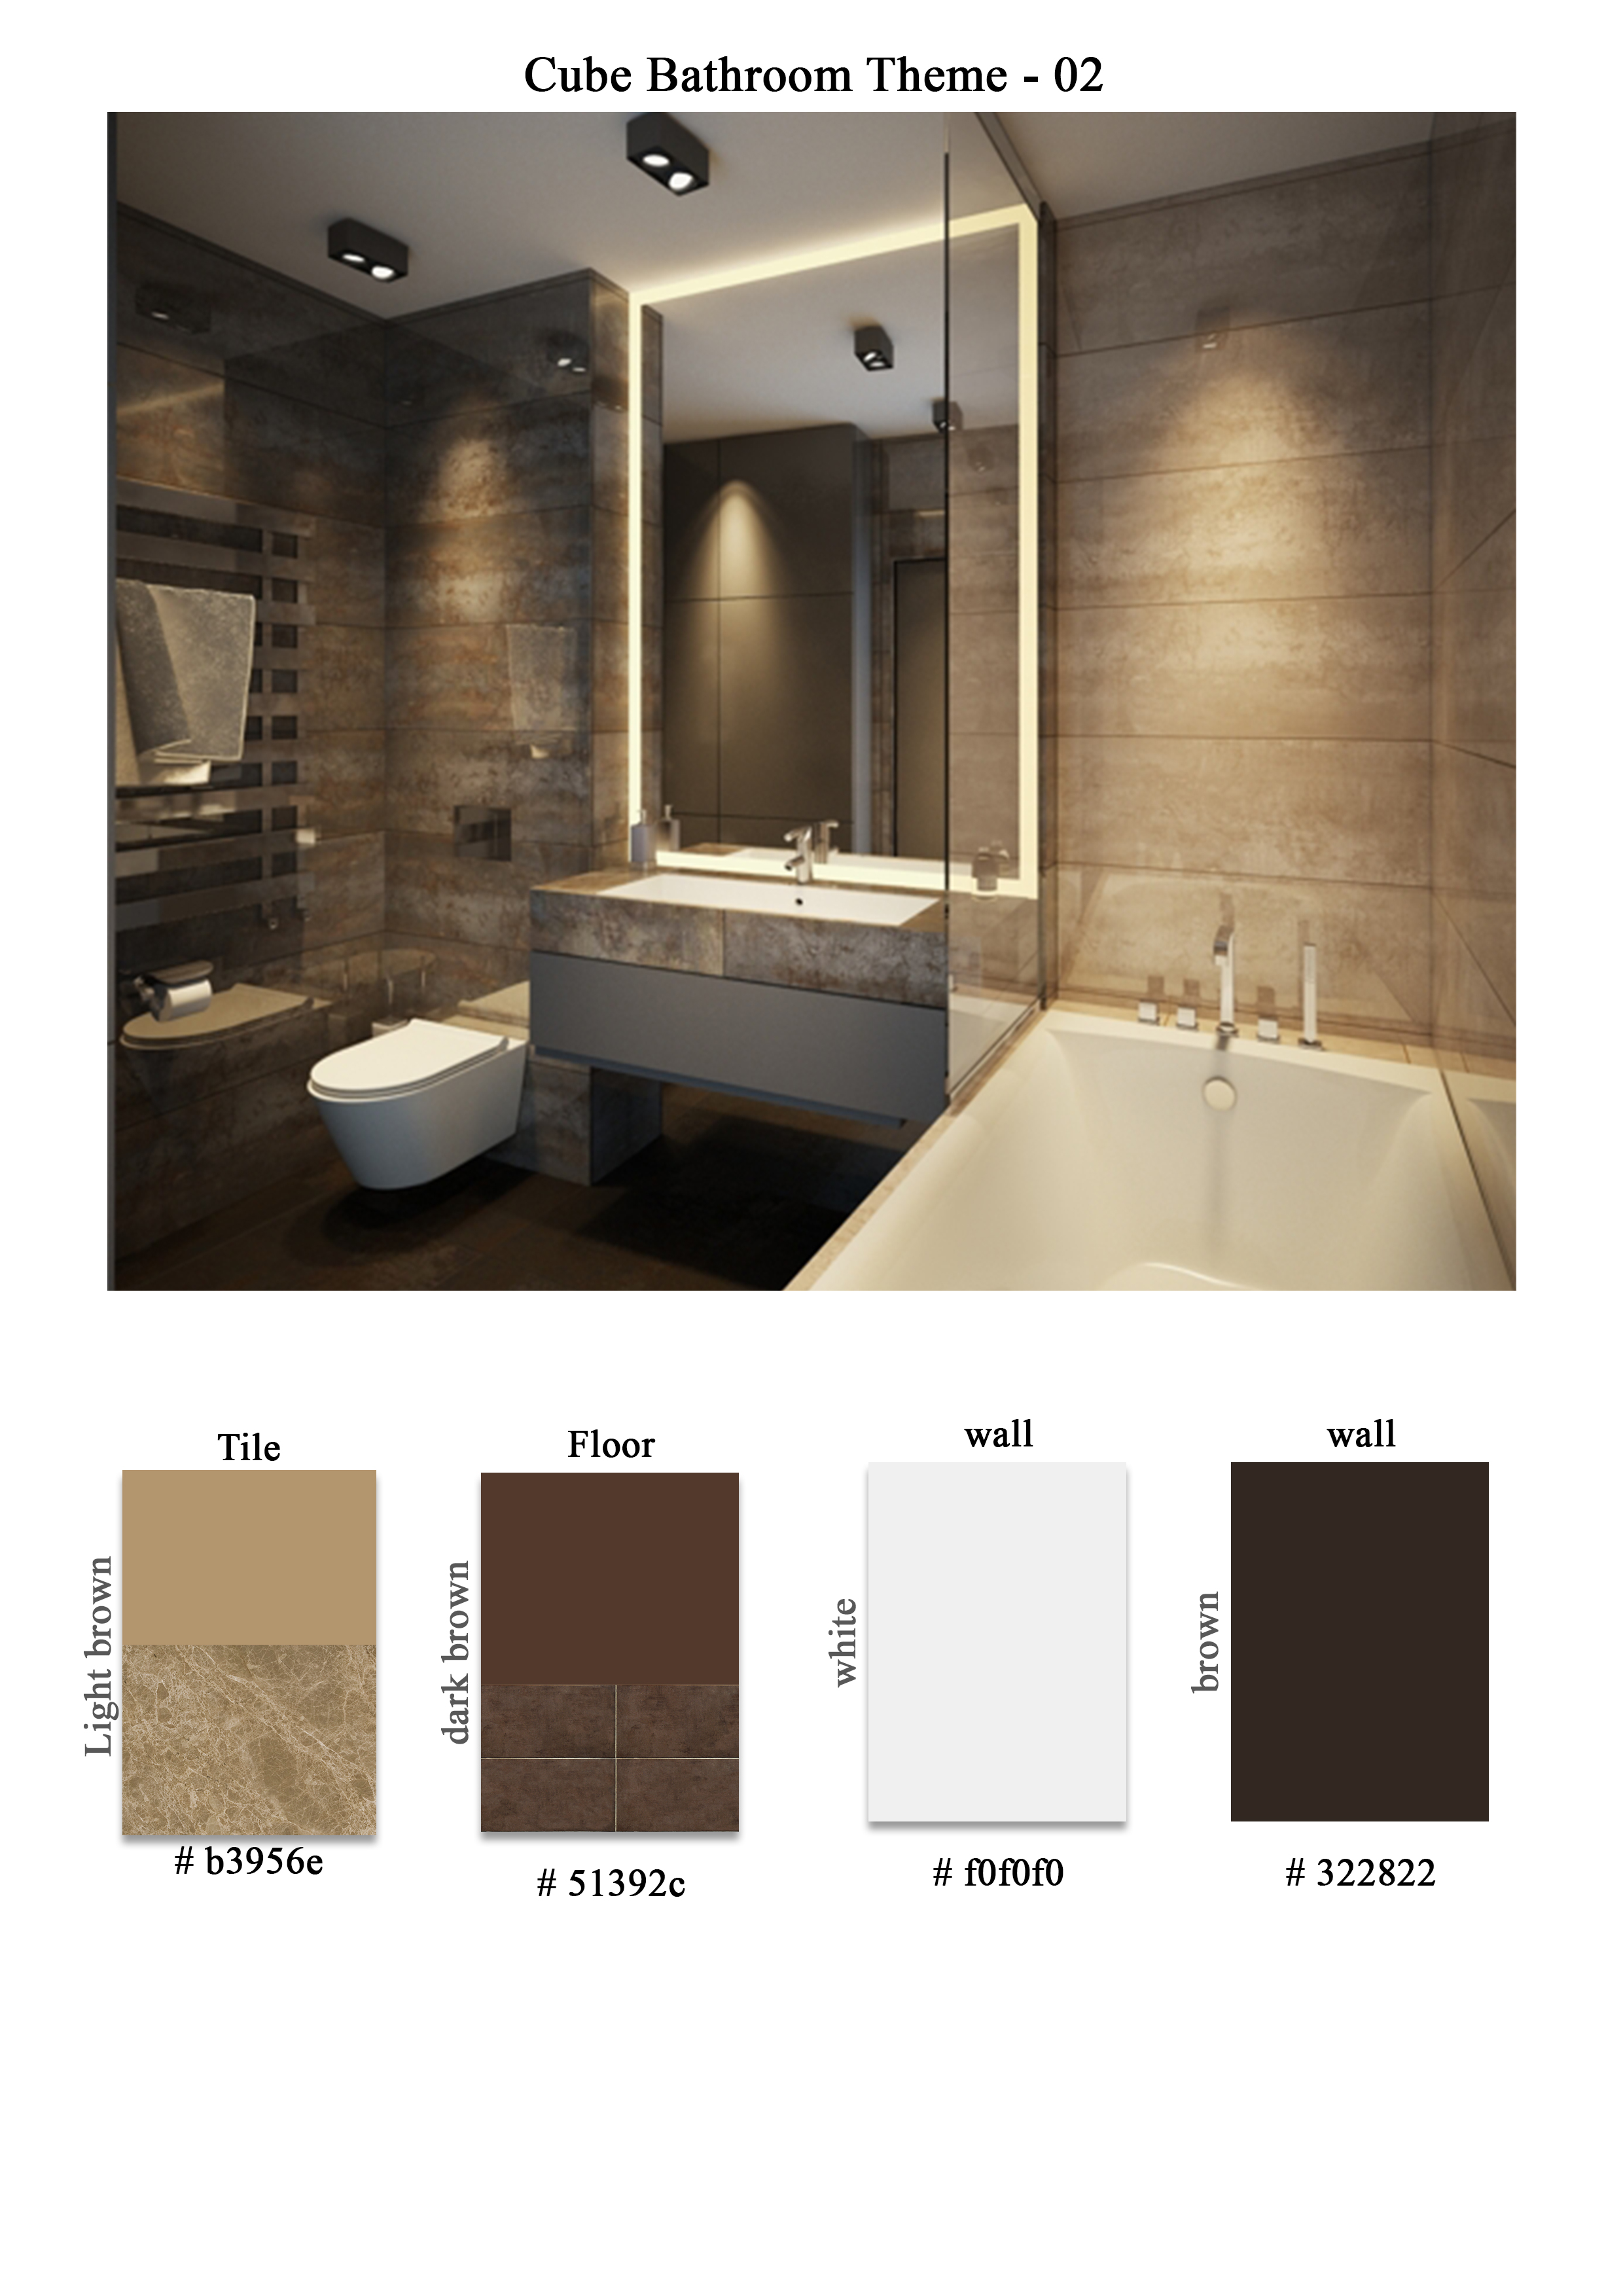 Cube Bathroom Theme - 02
Tile
Floor
wall
wall
Light brown
dark brown
white
brown
# b3956e
# 51392c
# f0f0f0
# 322822